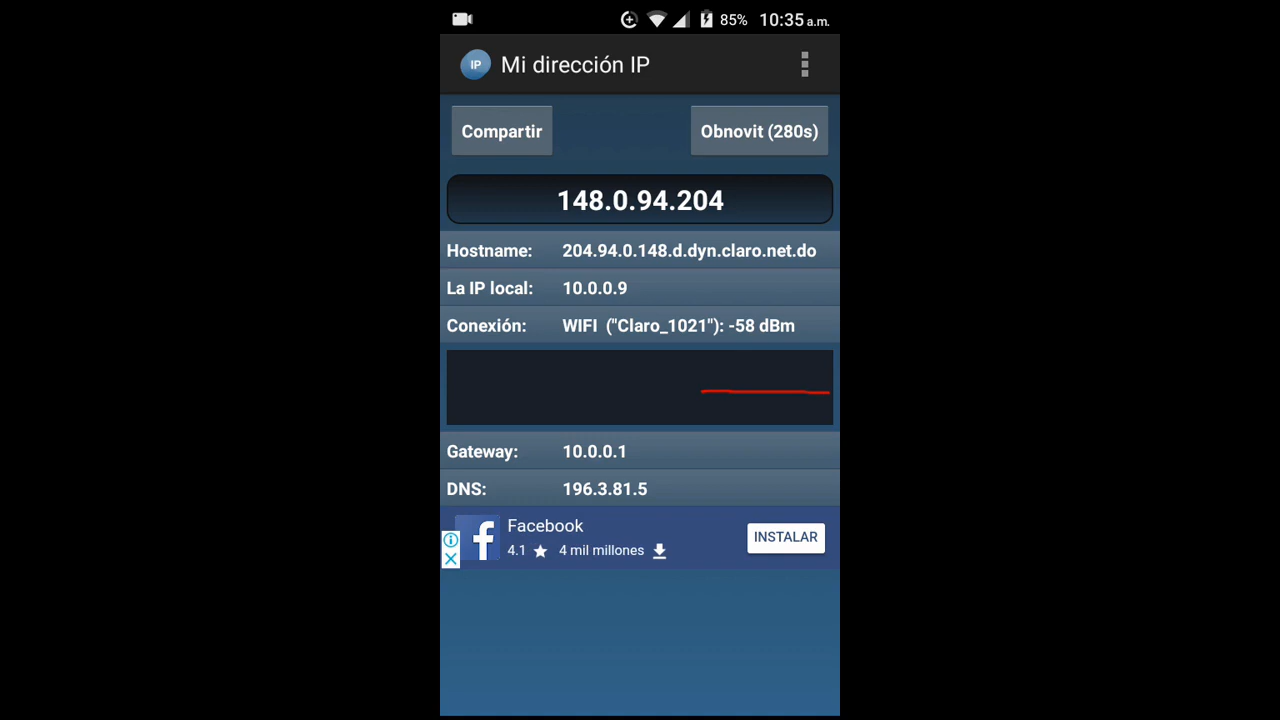 85% 10:35 a.m.
IP Mi dirección IP
Compartir Obnovit (280s)
148.0.94.204
Hostname: 204.94.0.148.d.dyn.claro.net.do
La IP local: 10.0.0.9
Conexión: WIFI ("Claro_1021"): -58 dBm
Gateway: 10.0.0.1
DNS: 196.3.81.5
Facebook
4.1 4 mil millones
INSTALAR